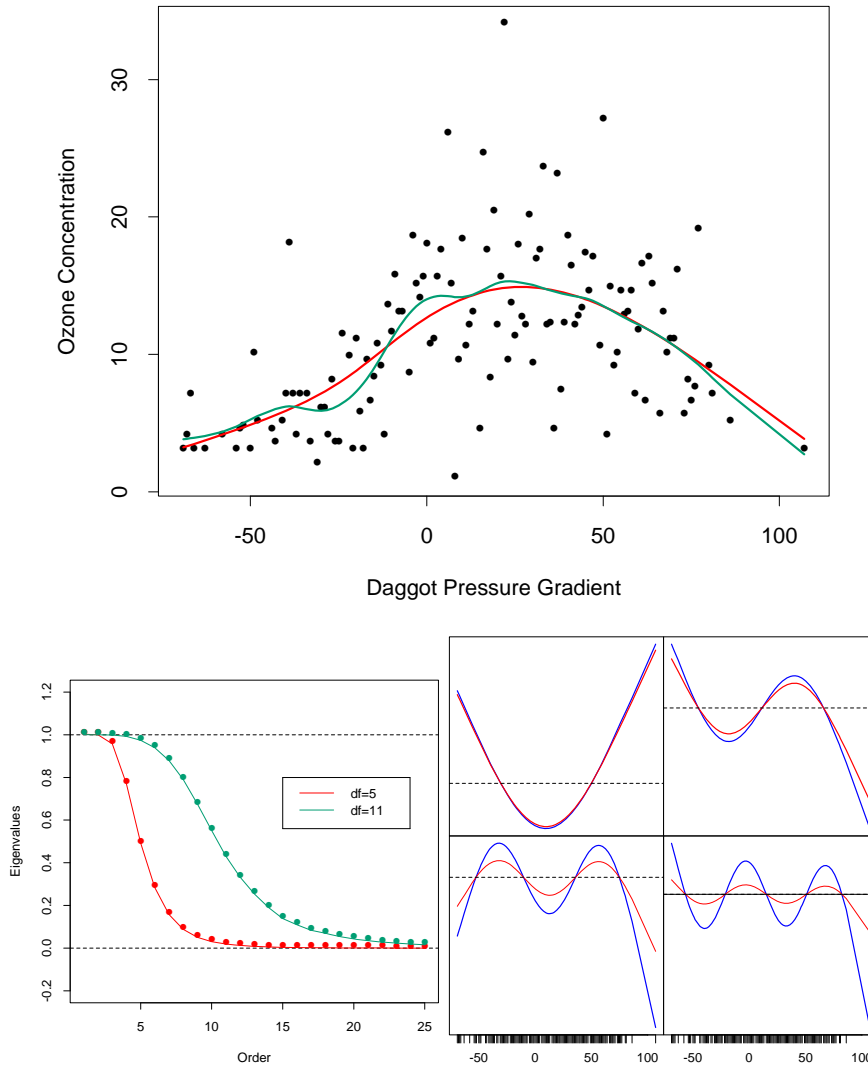 30
20
10
0
Ozone Concentration
-50 0 50 100
Daggot Pressure Gradient
1.2
1.0
0.8
0.6
0.4
0.2
0.0
-0.2
Eigenvalues
df=5
df=11
5 10 15 20 25
Order
-50 0 50 100
-50 0 50 100